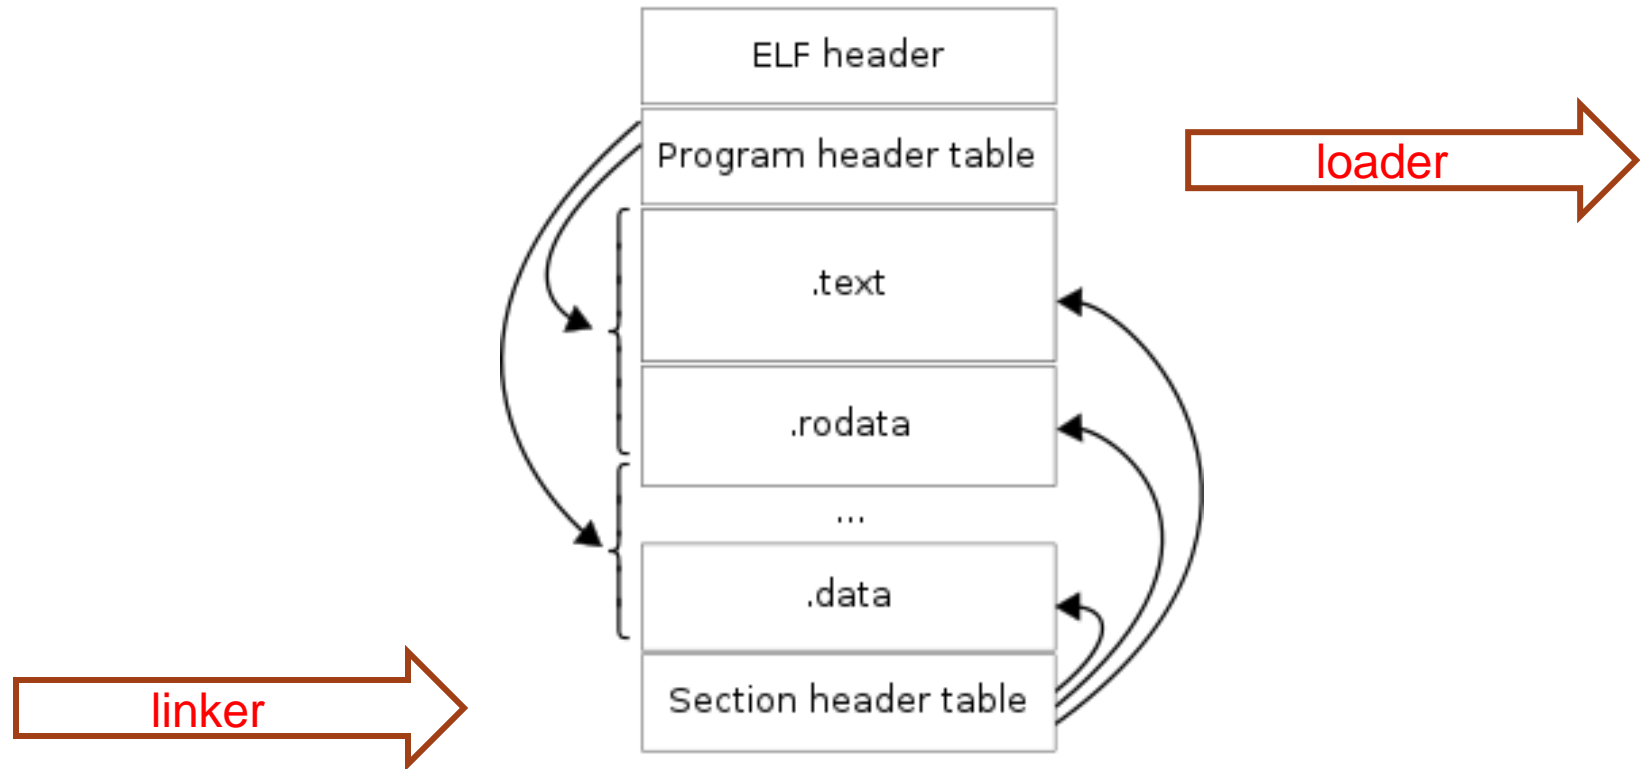 ELF header
Program header table
loader
.text
.rodata
...
.data
linker
Section header table